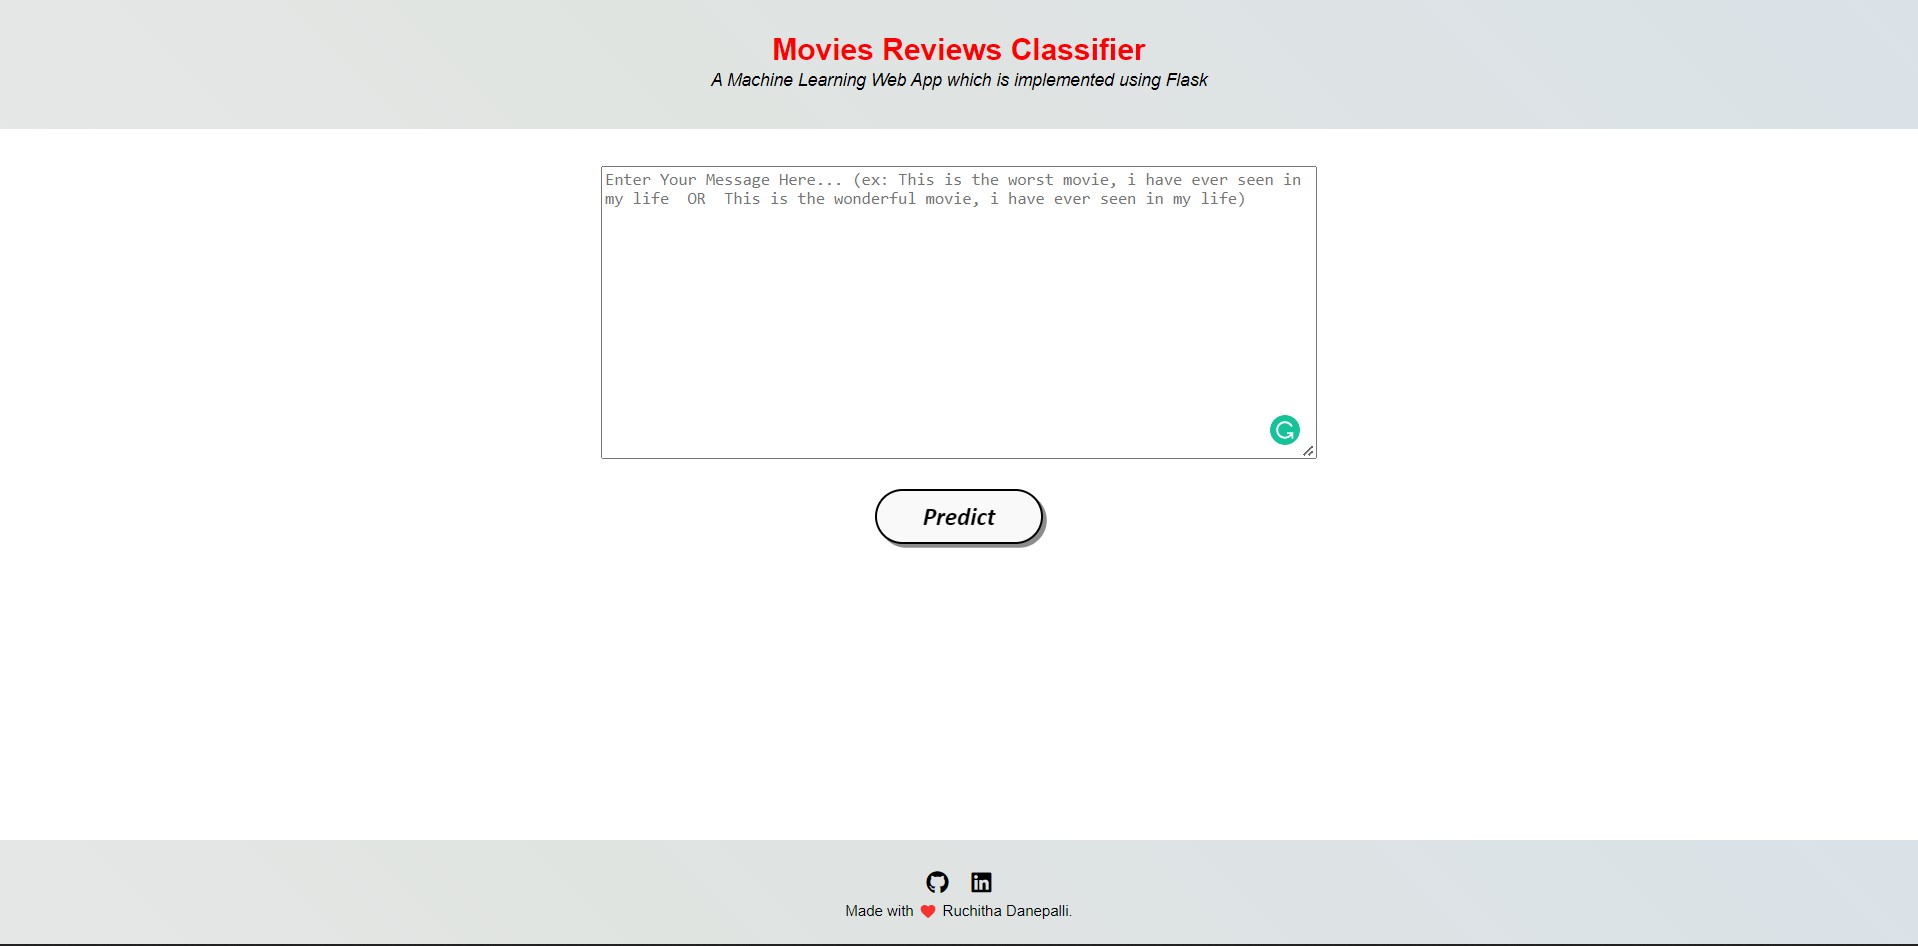 Movies Reviews Classifier
A Machine Learning Web App which is implemented using Flask
Enter Your Message Here... (ex: This is the worst movie, i have ever seen in
my life  OR  This is the wonderful movie, i have ever seen in my life)
Predict
Made with ❤️ Ruchitha Danepalli.